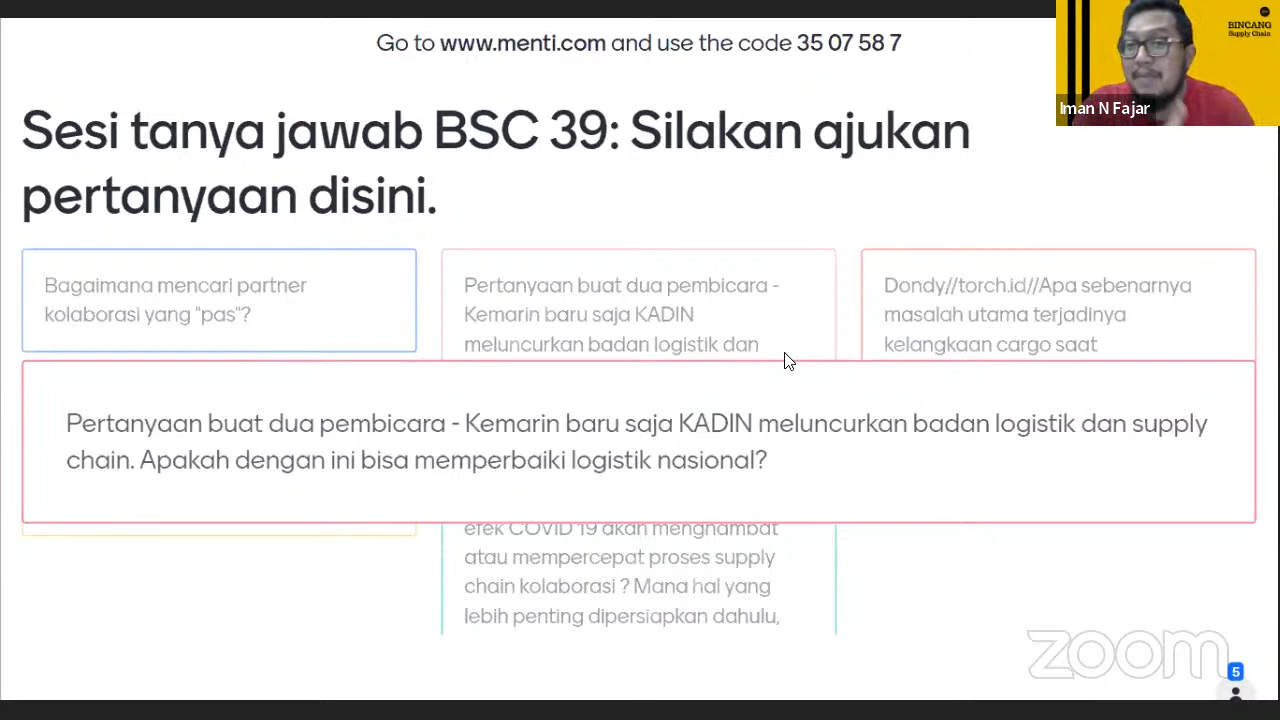 Go to www.menti.com and use the code 35 07 58 7
BINCANG
Supply Chain
Iman N Fajar
Sesi tanya jawab BSC 39: Silakan ajukan
pertanyaan disini.
Bagaimana mencari partner
kolaborasi yang "pas"?
Pertanyaan buat dua pembicara -
Kemarin baru saja KADIN
meluncurkan badan logistik dan
Dondy//torch.id//Apa sebenarnya
masalah utama terjadinya
kelangkaan cargo saat
Pertanyaan buat dua pembicara - Kemarin baru saja KADIN meluncurkan badan logistik dan supply
chain. Apakah dengan ini bisa memperbaiki logistik nasional?
efek COVID 19 akan menghambat
atau mempercepat proses supply
chain kolaborasi ? Mana hal yang
lebih penting dipersiapkan dahulu,
zoom
5